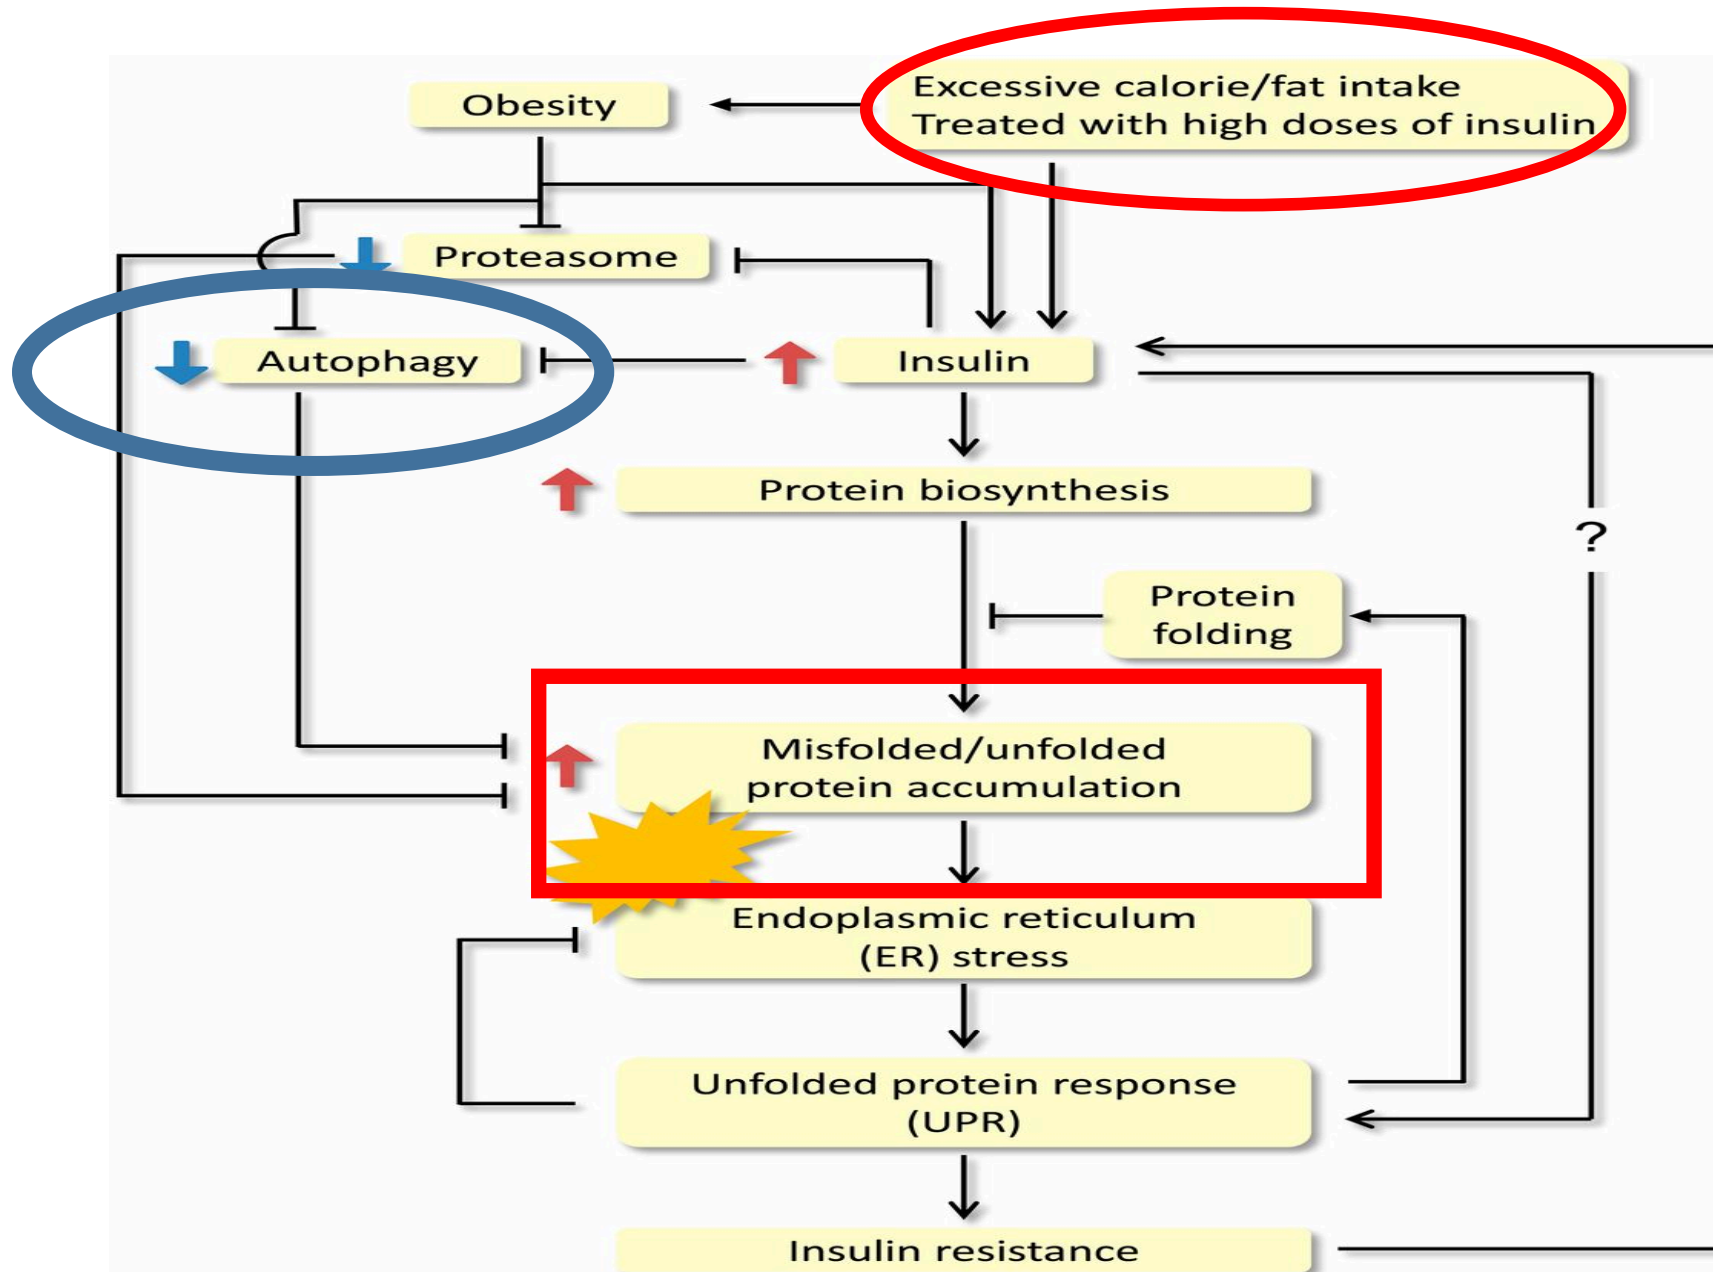 Obesity
Excessive calorie/fat intake
Treated with high doses of insulin
Proteasome
Autophagy
Insulin
Protein biosynthesis
?
Protein
folding
Misfolded/unfolded
protein accumulation
Endoplasmic reticulum
(ER) stress
Unfolded protein response
(UPR)
Insulin resistance